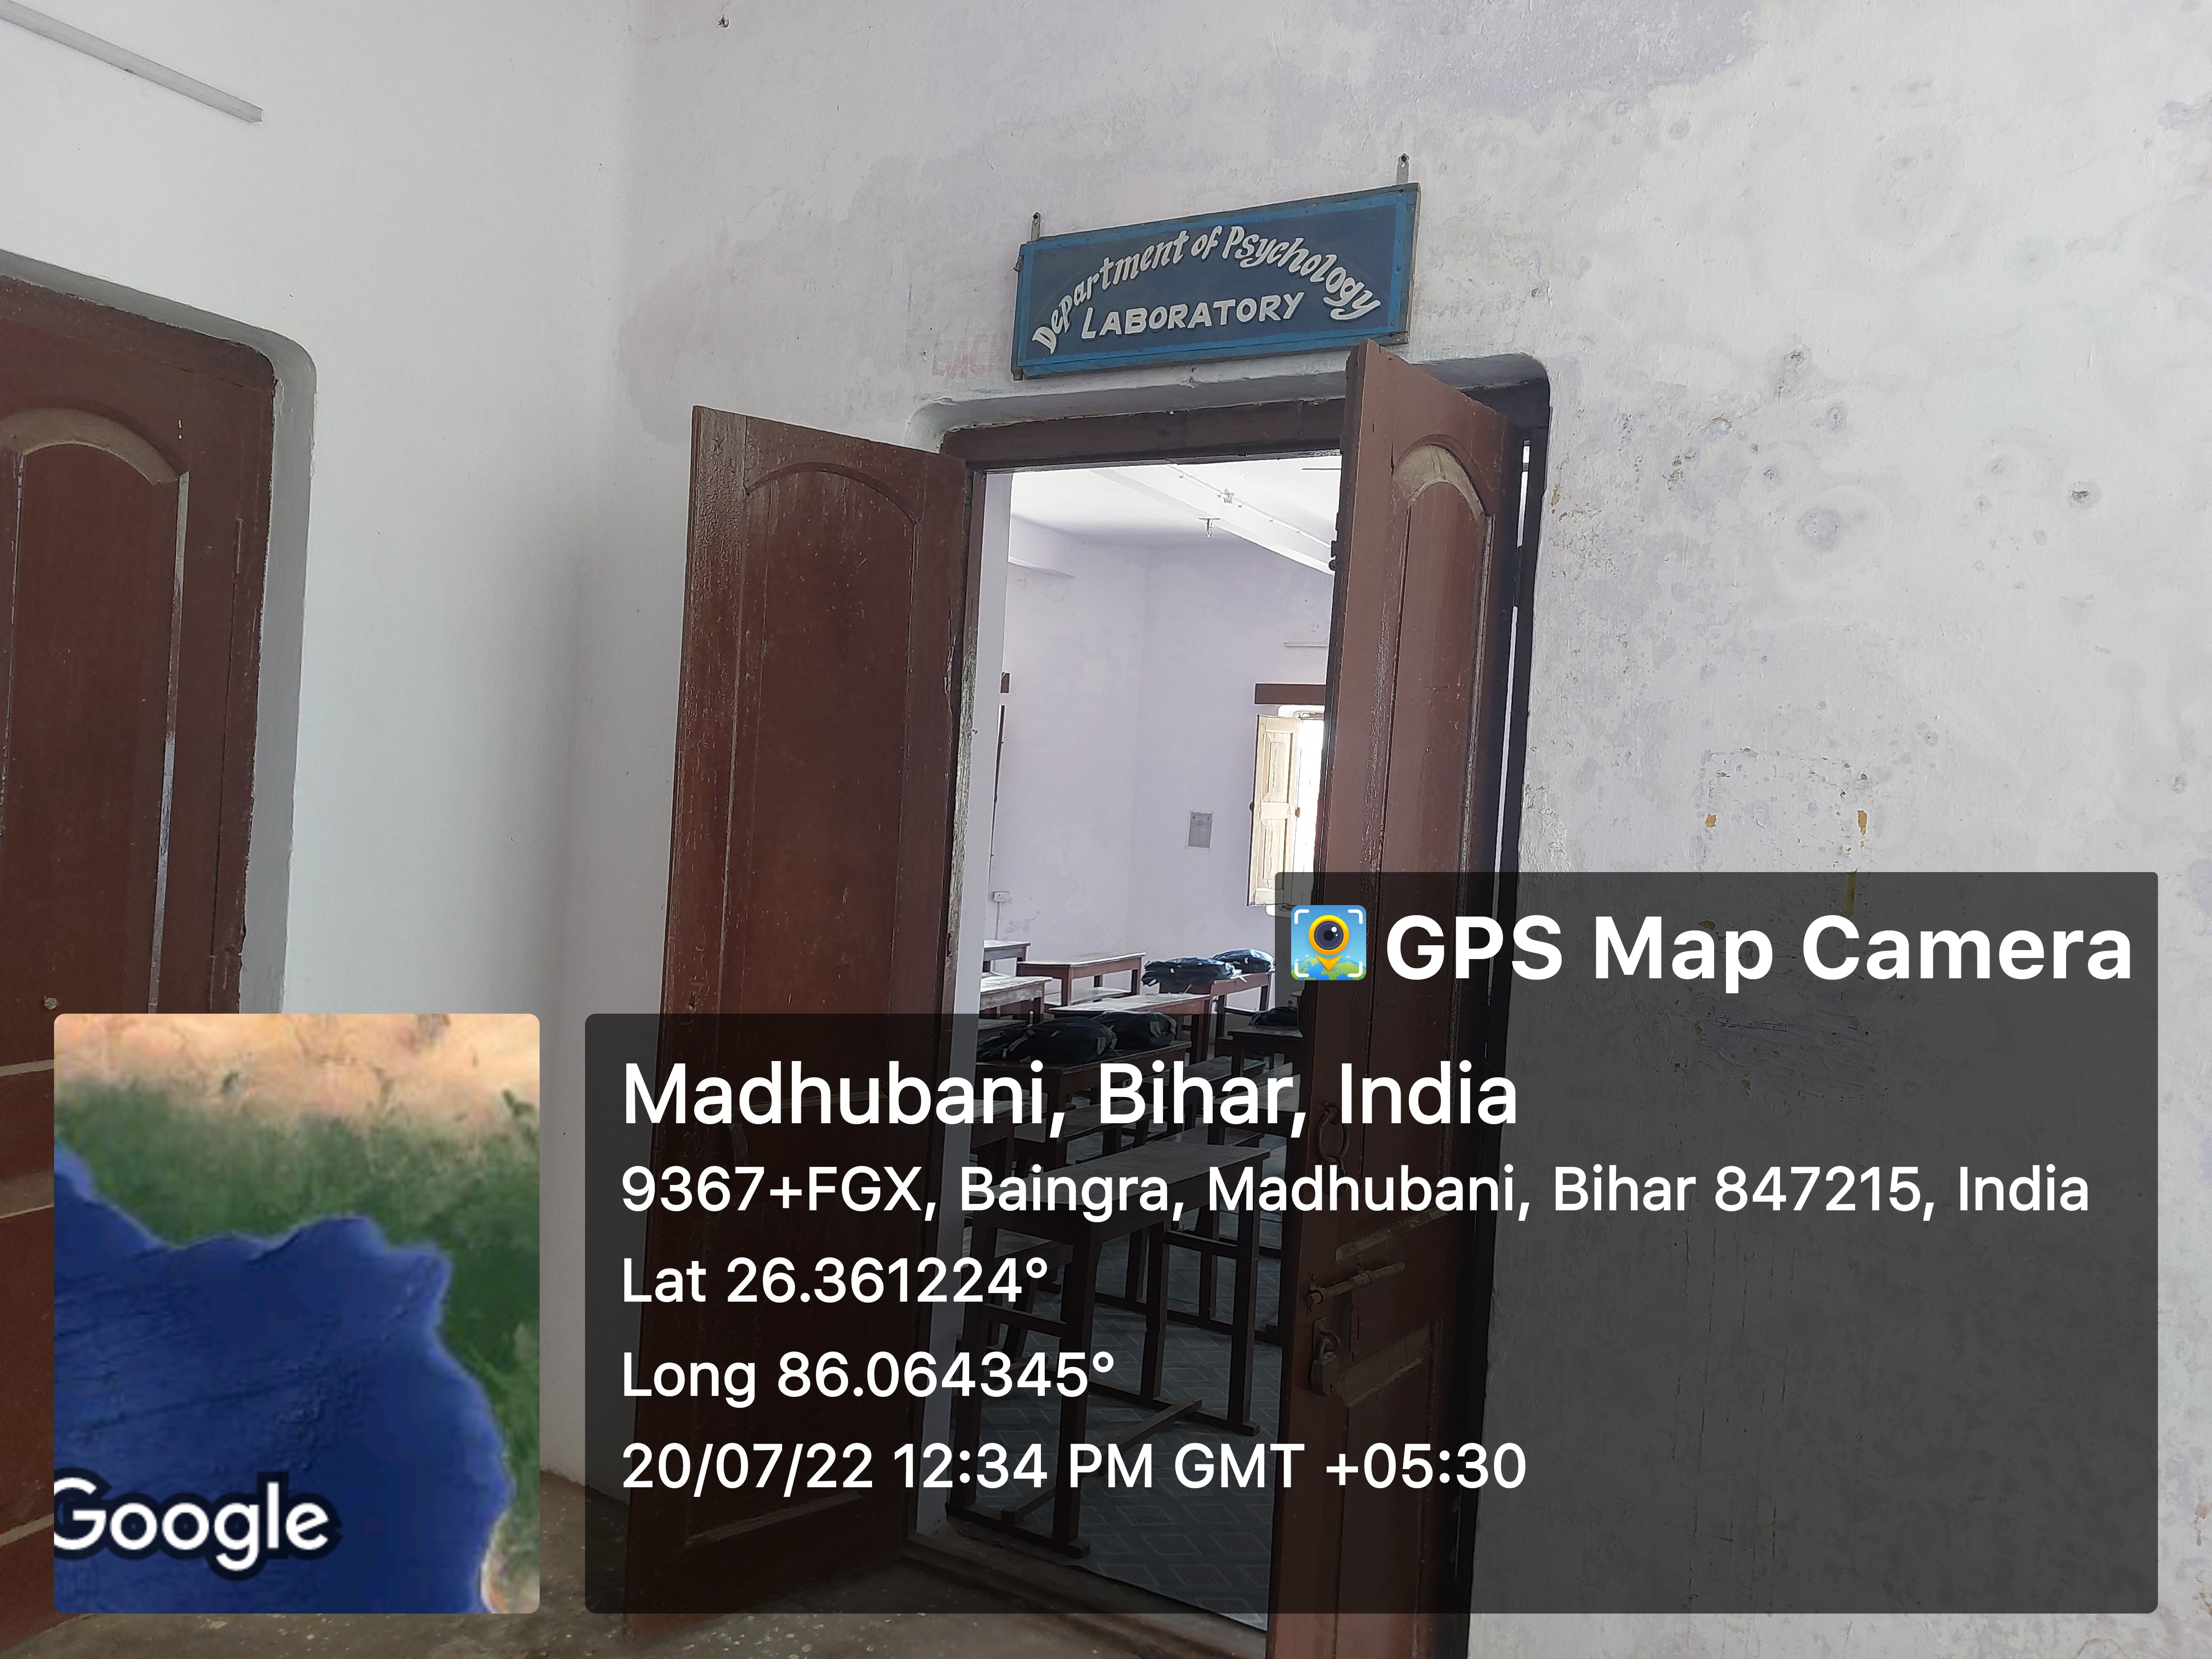 Department of Psychology
LABORATORY
GPS Map Camera
Madhubani, Bihar, India
9367+FGX, Baingra, Madhubani, Bihar 847215, India
Lat 26.361224°
Long 86.064345°
20/07/22 12:34 PM GMT +05:30
Google